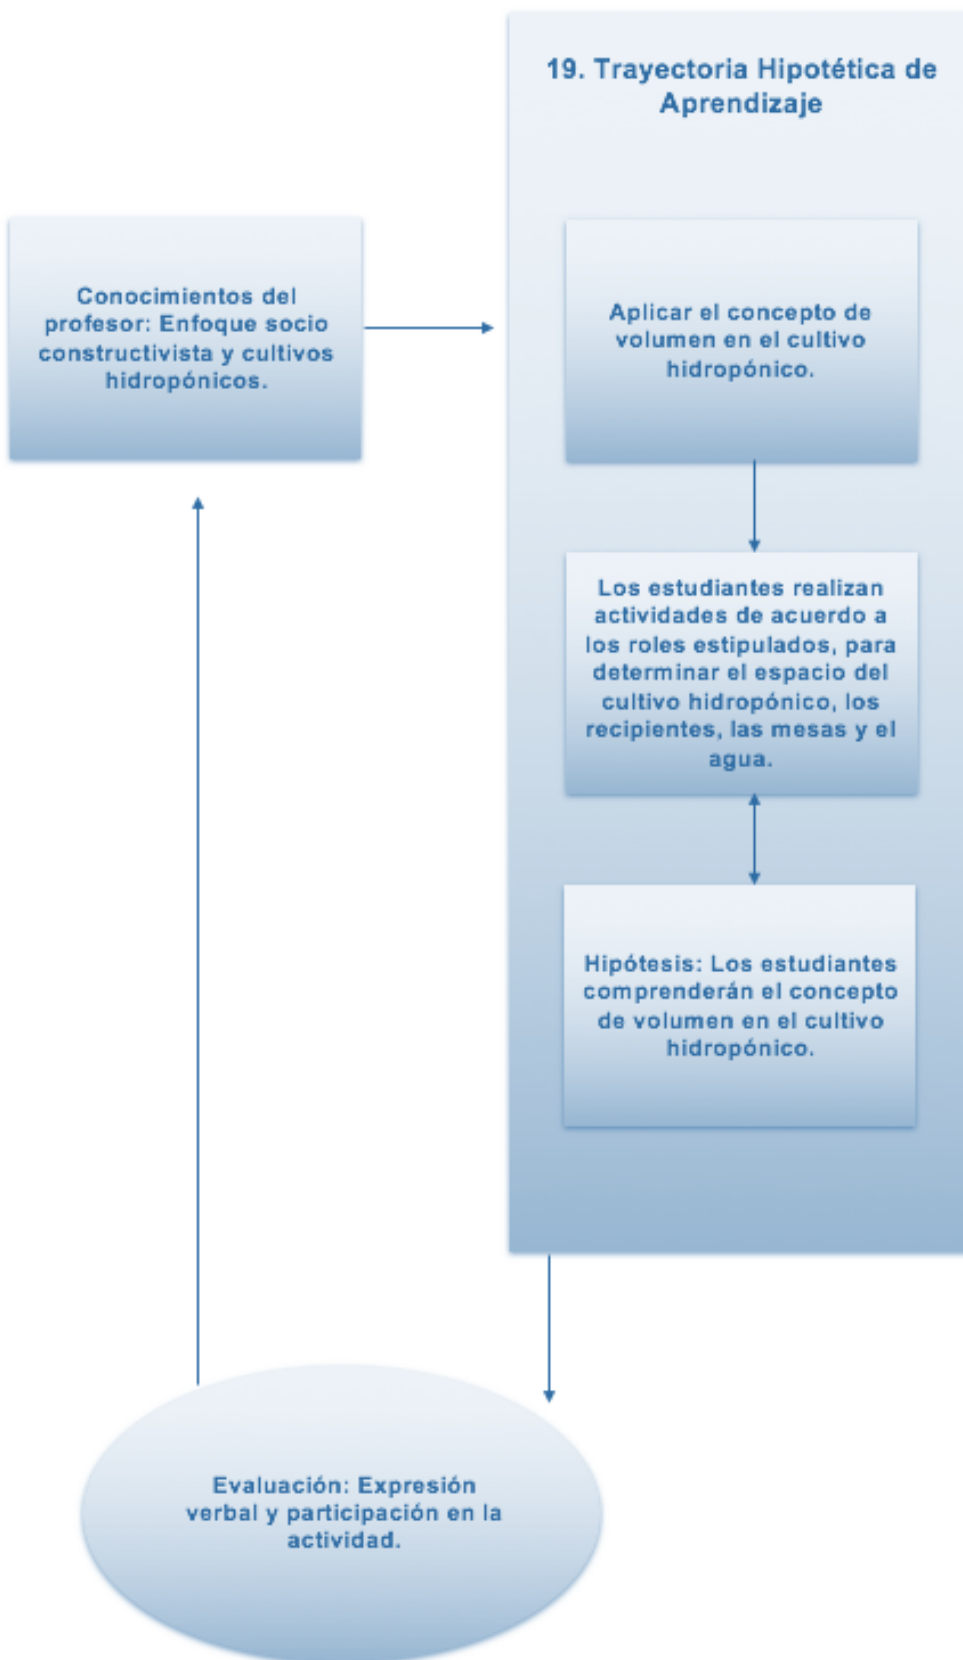 19. Trayectoria Hipotética de
Aprendizaje
Conocimientos del
profesor: Enfoque socio
constructivista y cultivos
hidropónicos.
Aplicar el concepto de
volumen en el cultivo
hidropónico.
Los estudiantes realizan
actividades de acuerdo a
los roles estipulados, para
determinar el espacio del
cultivo hidropónico, los
recipientes, las mesas y el
agua.
Hipótesis: Los estudiantes
comprenderán el concepto
de volumen en el cultivo
hidropónico.
Evaluación: Expresión
verbal y participación en la
actividad.